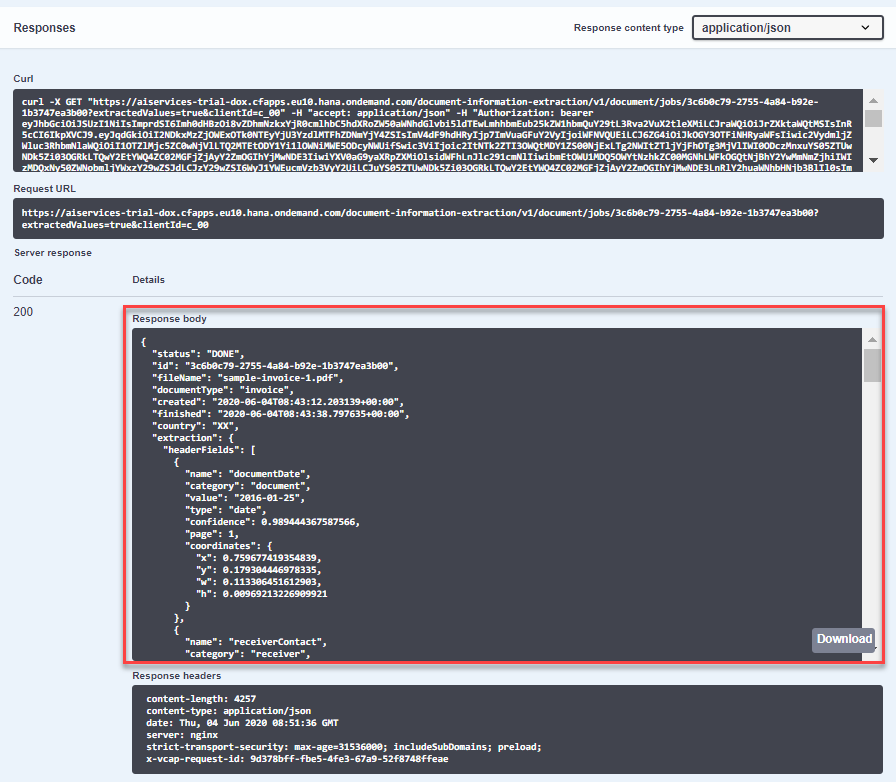 Responses
Response content type
application/json
Curl
curl -X GET "https://aiservices-trial-dox.cfapps.eu10.hana.ondemand.com/document-information-extraction/v1/document/jobs/3c6b0c79-2755-4a84-b92e-
1b3747ea3b00?extractedValues=true&clientId=c_00" -H "accept: application/json" -H "Authorization: bearer
Request URL
https://aiservices-trial-dox.cfapps.eu10.hana.ondemand.com/document-information-extraction/v1/document/jobs/3c6b0c79-2755-4a84-b92e-1b3747ea3b00?
extractedValues=true&clientId=c_00
Server response
Code
Details
200
Response body
{
"status": "DONE",
"id": "3c6b0c79-2755-4a84-b92e-1b3747ea3b00",
"fileName": "sample-invoice-1.pdf",
"documentType": "invoice",
"created": "2020-06-04T08:43:12.203139+00:00",
"finished": "2020-06-04T08:43:38.797635+00:00",
"country": "XX",
"extraction": {
"headerFields": [
{
"name": "documentDate",
"category": "document",
"value": "2016-01-25",
"type": "date",
"confidence": 0.989444367587566,
"page": 1,
"coordinates": {
"x": 0.759677419354839,
"y": 0.179304446978335,
"w": 0.113306451612903,
"h": 0.00969213226909921
}
},
{
"name": "receiverContact",
"category": "receiver",
Download
Response headers
content-length: 4257
content-type: application/json
date: Thu, 04 Jun 2020 08:51:36 GMT
server: nginx
strict-transport-security: max-age=31536000; includeSubDomains; preload;
x-vcap-request-id: 9d378bff-fbe5-4fe3-67a9-52f8748ffeae